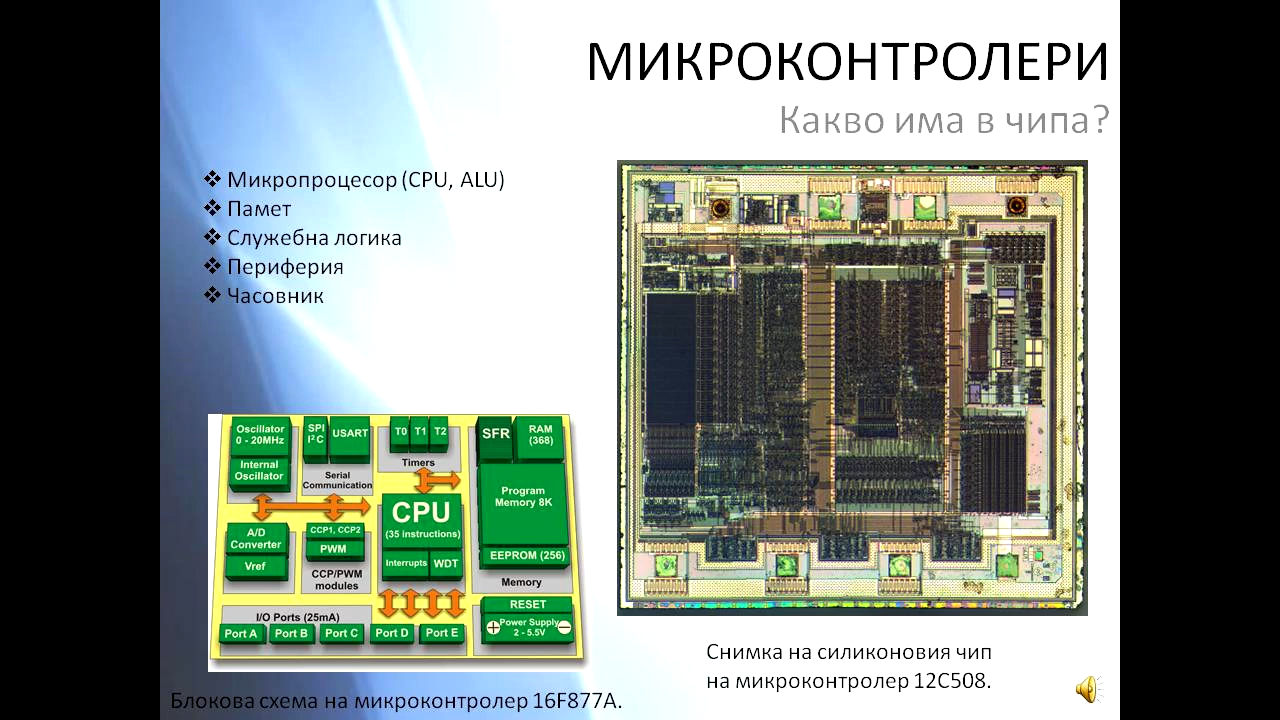 МИКРОКОНТРОЛЕРИ
Какво има в чипа?
❖ Микропроцесор (CPU, ALU)
❖ Памет
❖ Служебна логика
❖ Периферия
❖ Часовник
Oscillator
0 - 20MHz
Internal
Oscillator
SPI
I²C
USART
Serial
Communication
T0 T1 T2
Timers
SFR
RAM
(368)
Program
Memory 8K
EEPROM (256)
Memory
CPU
(35 instructions)
Interrupts
WDT
A/D
Converter
Vref
CCP1, CCP2
PWM
CCP/PWM
modules
I/O Ports (25mA)
Port A Port B Port C Port D Port E
RESET
Power Supply
2 - 5.5V
Снимка на силиконовия чип
на микроконтролер 12C508.
Блокова схема на микроконтролер 16F877A.